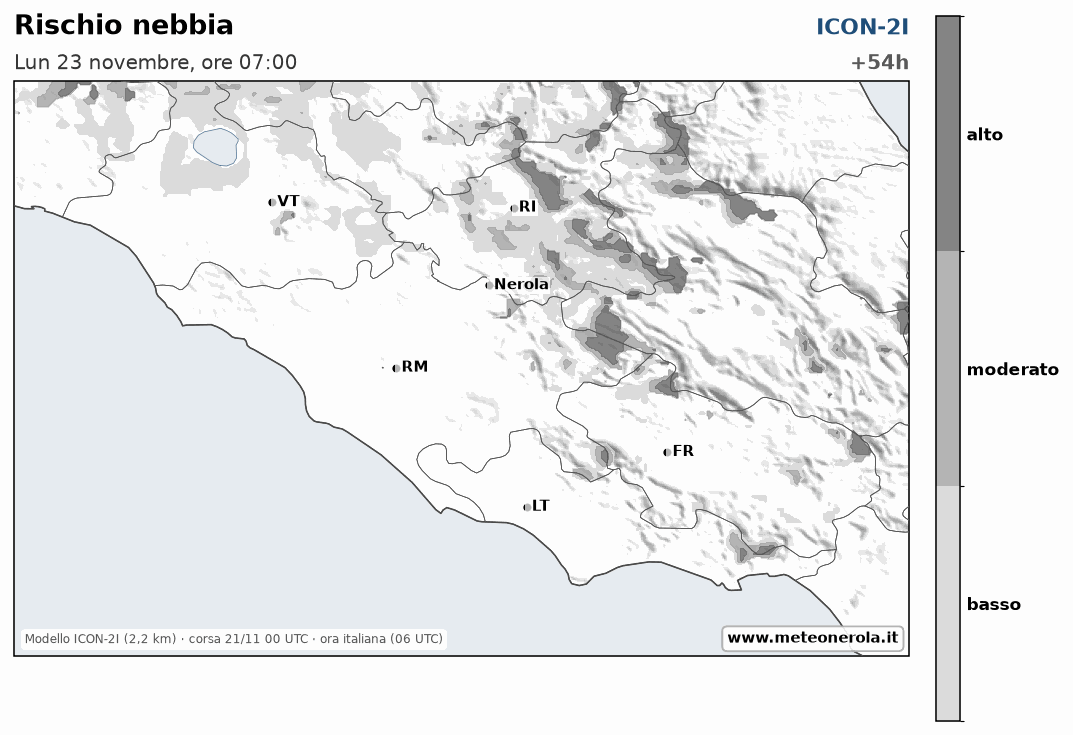 Rischio nebbia
ICON-2I
Lun 23 novembre, ore 07:00
+54h
alto
VT
RI
Nerola
RM
moderato
FR
LT
basso
Modello ICON-2I (2,2 km) · corsa 21/11 00 UTC · ora italiana (06 UTC)
www.meteonerola.it